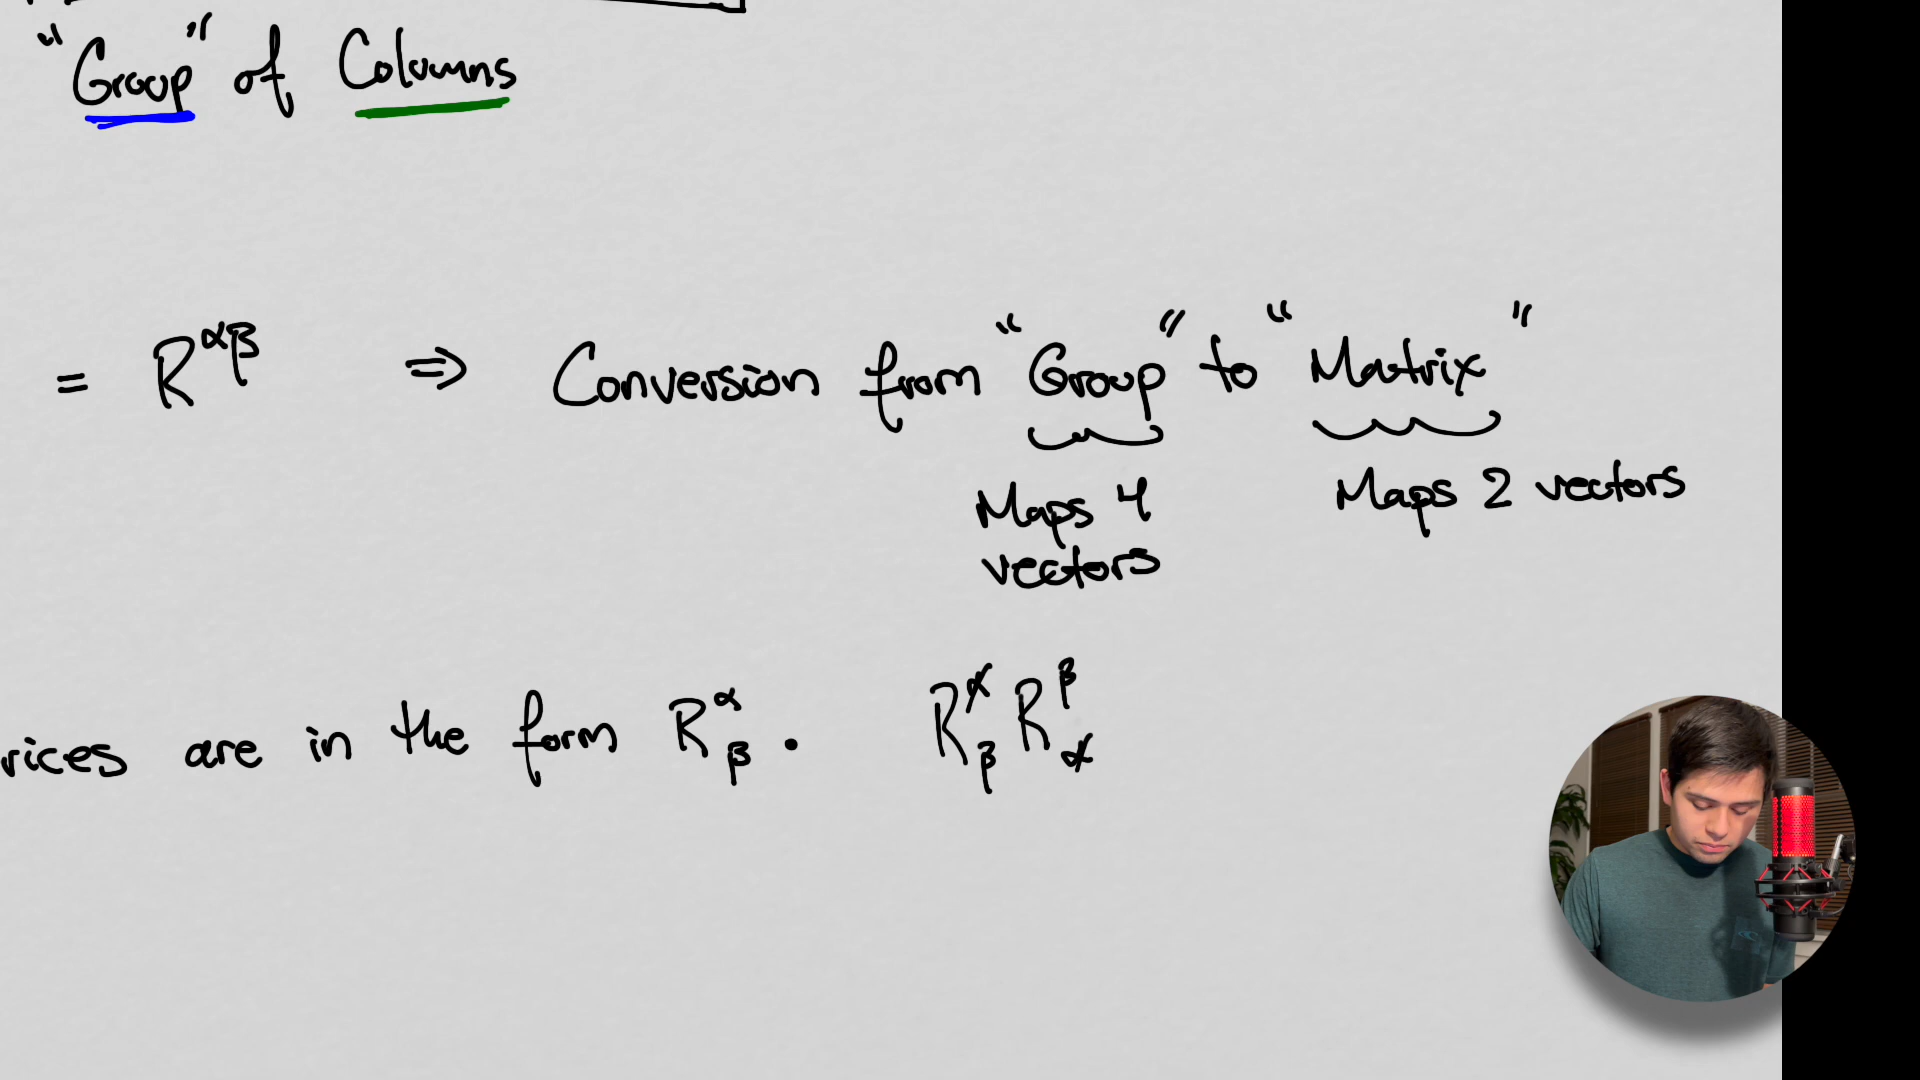 "Group" of Columns
= R^αβ ⇒ Conversion from "Group" to "Matrix"
Maps 4 vectors
Maps 2 vectors
rices are in the form R^α_β. R^α_β R^β_α